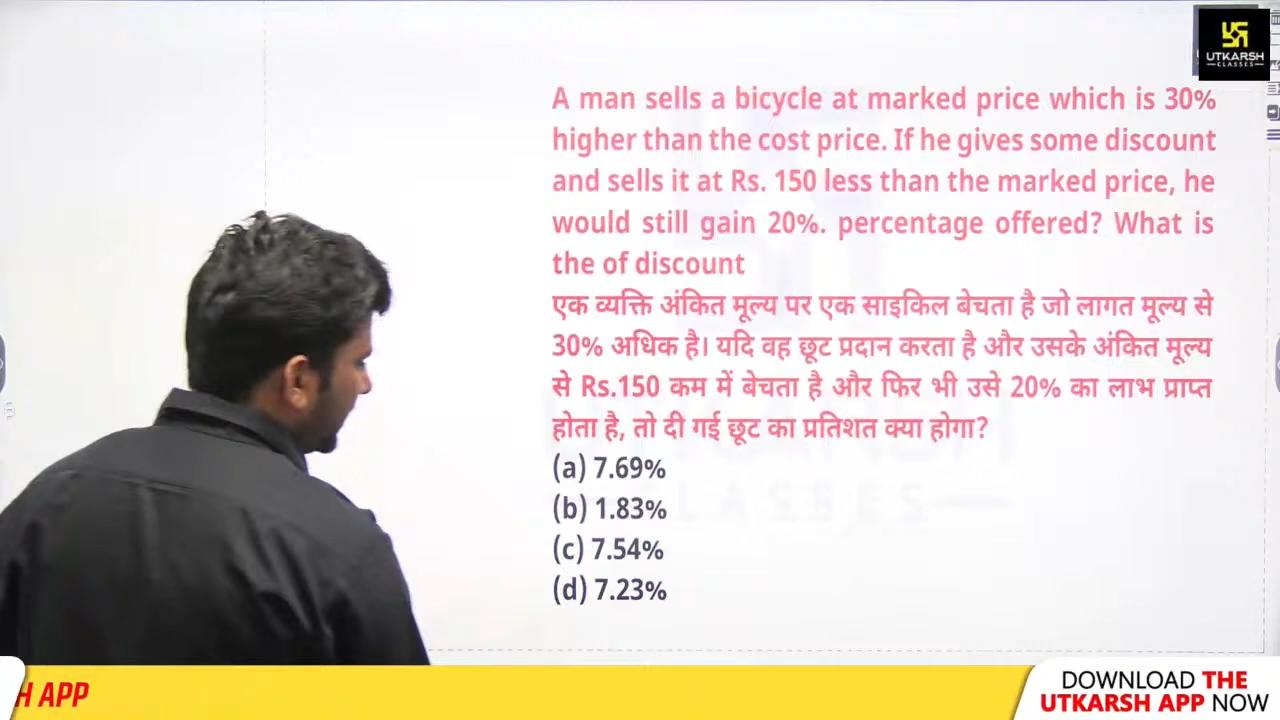 UTKARSH
CLASSES
A man sells a bicycle at marked price which is 30%
higher than the cost price. If he gives some discount
and sells it at Rs. 150 less than the marked price, he
would still gain 20%. percentage offered? What is
the of discount
एक व्यक्ति अंकित मूल्य पर एक साइकिल बेचता है जो लागत मूल्य से
30% अधिक है। यदि वह छूट प्रदान करता है और उसके अंकित मूल्य
से Rs.150 कम में बेचता है और फिर भी उसे 20% का लाभ प्राप्त
होता है, तो दी गई छूट का प्रतिशत क्या होगा?
(a) 7.69%
(b) 1.83%
(c) 7.54%
(d) 7.23%
CLASSES
H APP
DOWNLOAD THE
UTKARSH APP NOW